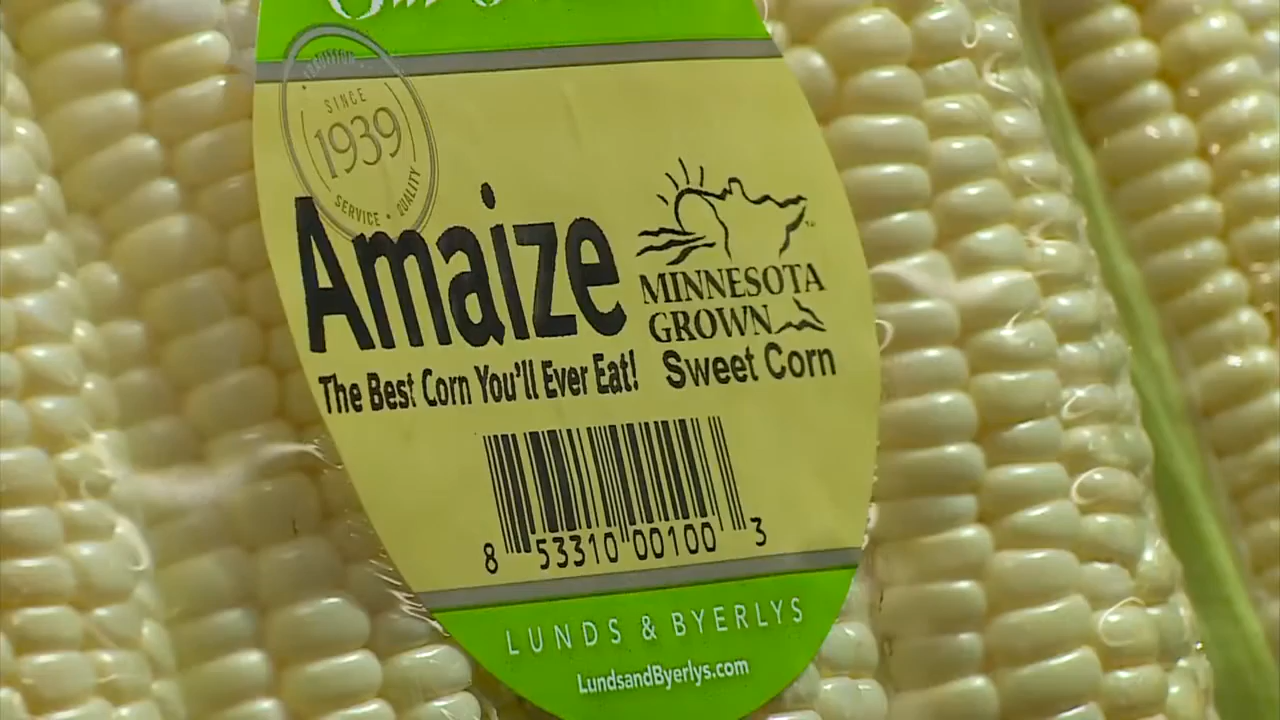 SINCE
1939
SERVICE • QUALITY
Amaize
The Best Corn You'll Ever Eat!
MINNESOTA
GROWN
Sweet Corn
8 53310 00100 3
LUNDS & BYERLYS
LundsandByerlys.com